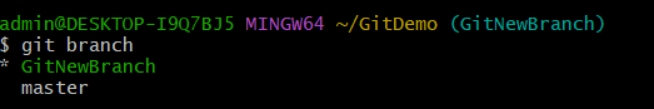 admin@DESKTOP-I9Q7BJ5 MINGW64 ~/GitDemo (GitNewBranch)
$ git branch
* GitNewBranch
  master